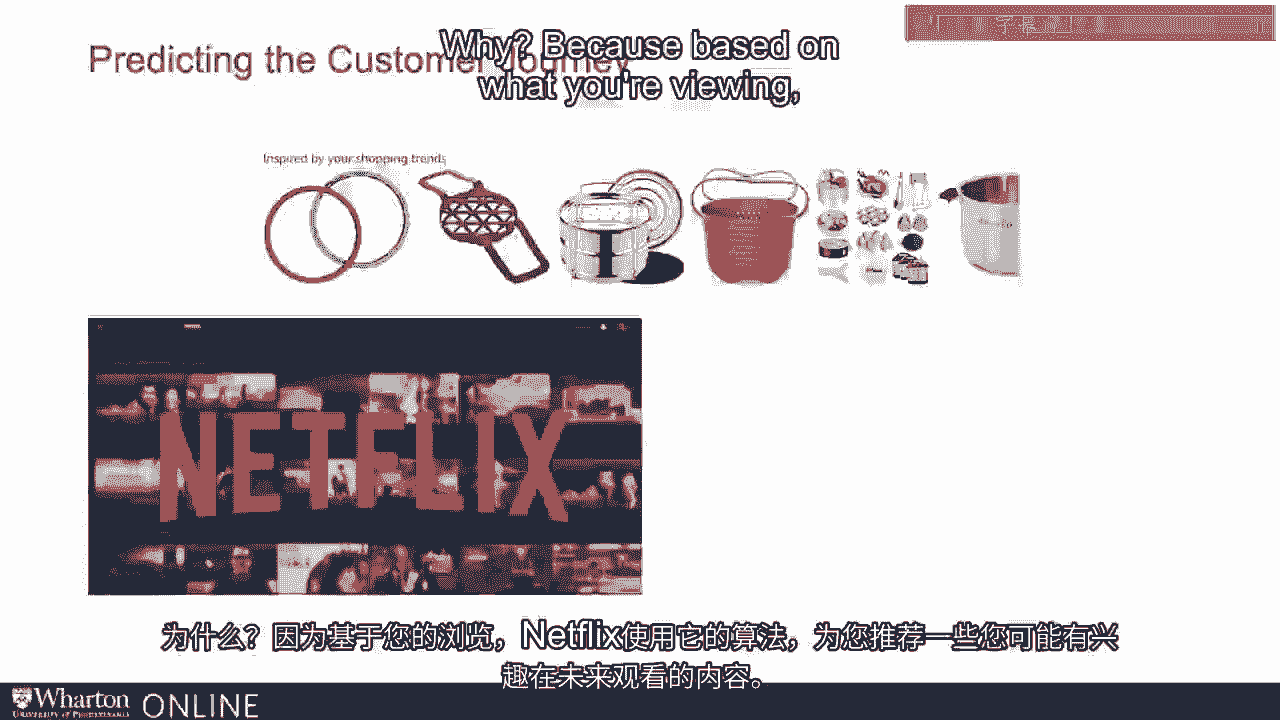 Predicting the Customer Journey
Why? Because based on
what you're viewing,
Inspired by your shopping trends
NETFLIX
为什么？因为基于您的浏览，Netflix使用它的算法，为您推荐一些您可能有兴
趣在未来观看的内容。
Wharton
UNIVERSITY of PENNSYLVANIA
ONLINE